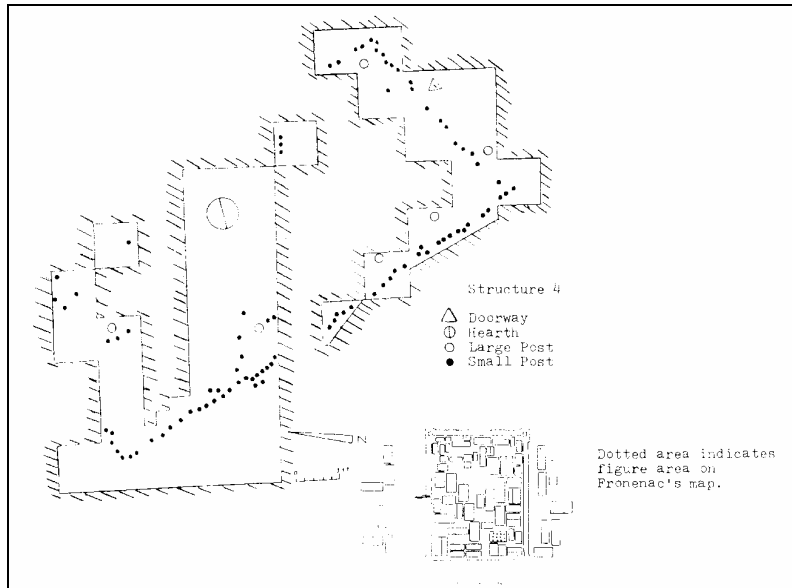 Structure 4
Doorway
Hearth
Large Post
Small Post
N
Dotted area indicates
figure area on
Fronenac's map.